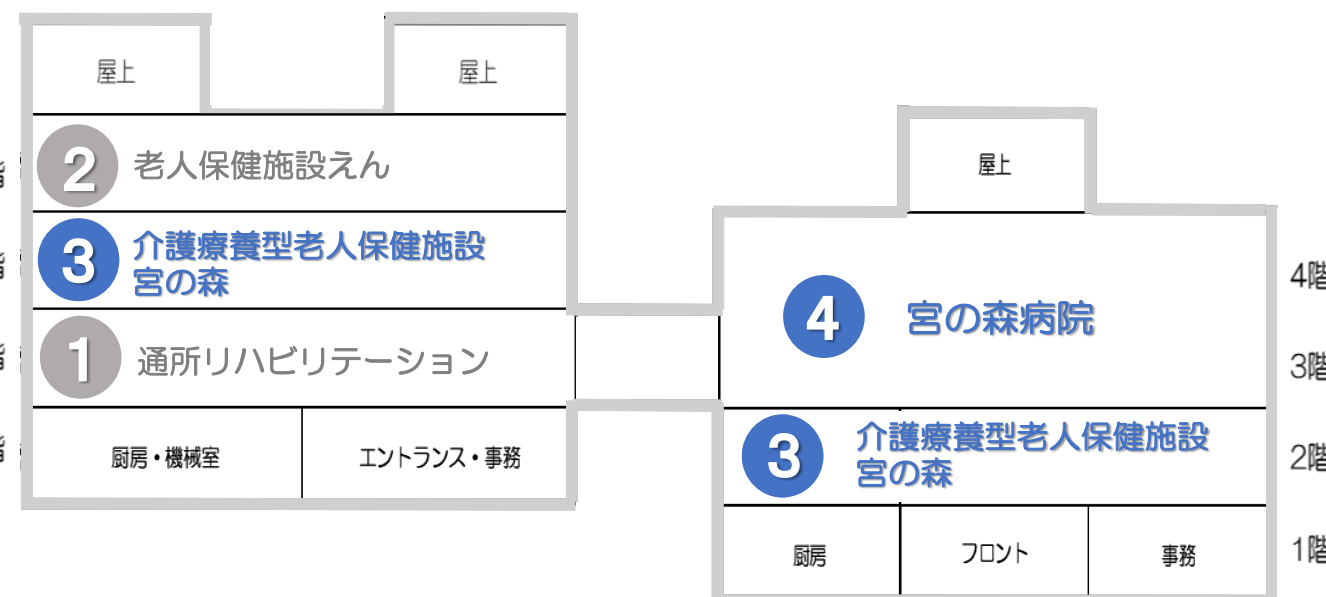 屋上
屋上
2 老人保健施設えん
3 介護療養型老人保健施設
宮の森
1 通所リハビリテーション
厨房・機械室
エントランス・事務
屋上
4 宮の森病院
3 介護療養型老人保健施設
宮の森
厨房
フロント
事務
4階
3階
2階
1階